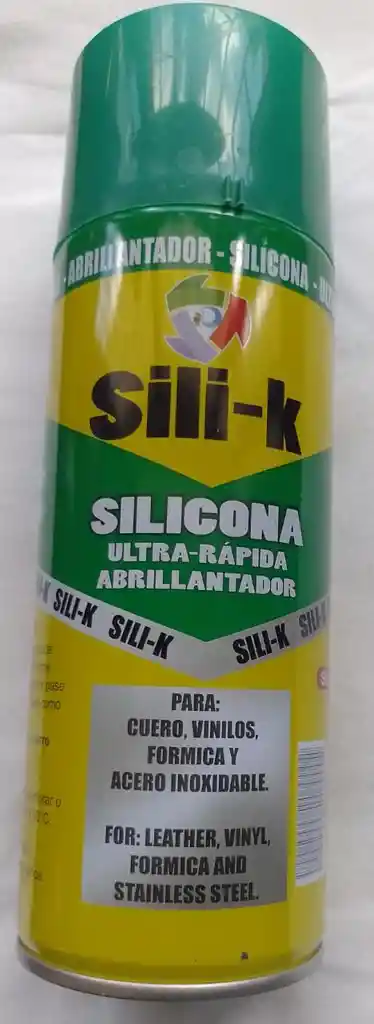 ABRILLANTADOR - SILICONA -
Sili-k
SILICONA
ULTRA-RÁPIDA
ABRILLANTADOR
SILI-K SILI-K SILI-K
PARA:
CUERO, VINILOS,
FORMICA Y
ACERO INOXIDABLE.
FOR: LEATHER, VINYL,
FORMICA AND
STAINLESS STEEL.